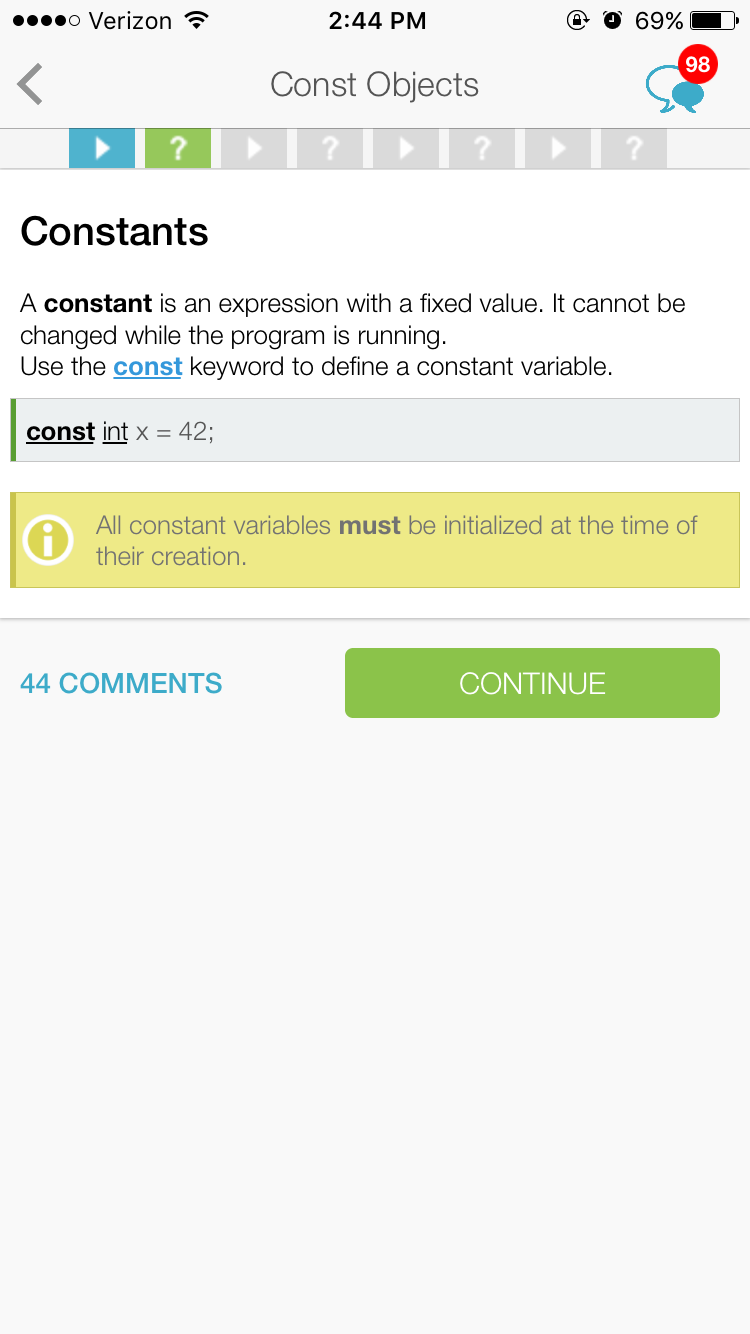 Verizon 2:44 PM 69%
Const Objects 98
? ? ? ?
Constants
A constant is an expression with a fixed value. It cannot be
changed while the program is running.
Use the const keyword to define a constant variable.
const int x = 42;
All constant variables must be initialized at the time of
their creation.
44 COMMENTS CONTINUE